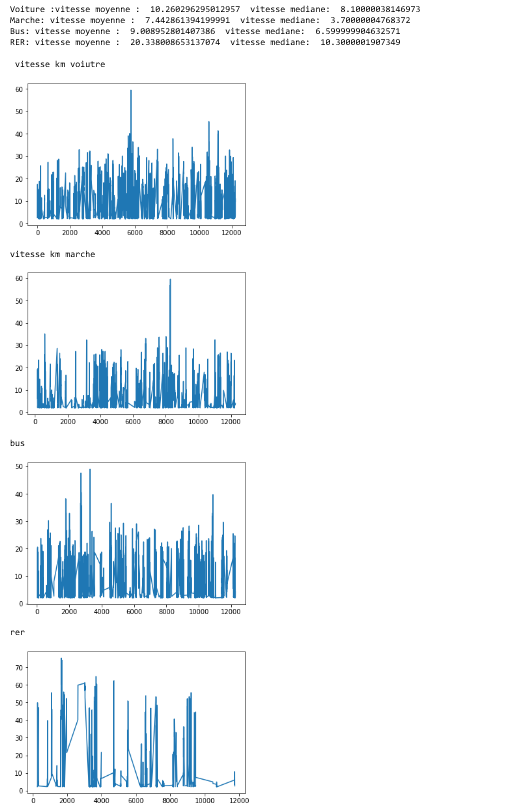 Voiture :vitesse moyenne :  10.260296295012957  vitesse mediane:  8.10000038146973
Marche: vitesse moyenne :  7.442861394199991  vitesse mediane:  3.70000004768372
Bus: vitesse moyenne :  9.008952801407386  vitesse mediane:  6.599999904632571
RER: vitesse moyenne :  20.338008653137074  vitesse mediane:  10.3000001907349
vitesse km voiutre
60
50
40
30
20
10
0
0 2000 4000 6000 8000 10000 12000
vitesse km marche
60
50
40
30
20
10
0
0 2000 4000 6000 8000 10000 12000
bus
50
40
30
20
10
0
0 2000 4000 6000 8000 10000 12000
rer
70
60
50
40
30
20
10
0
0 2000 4000 6000 8000 10000 12000